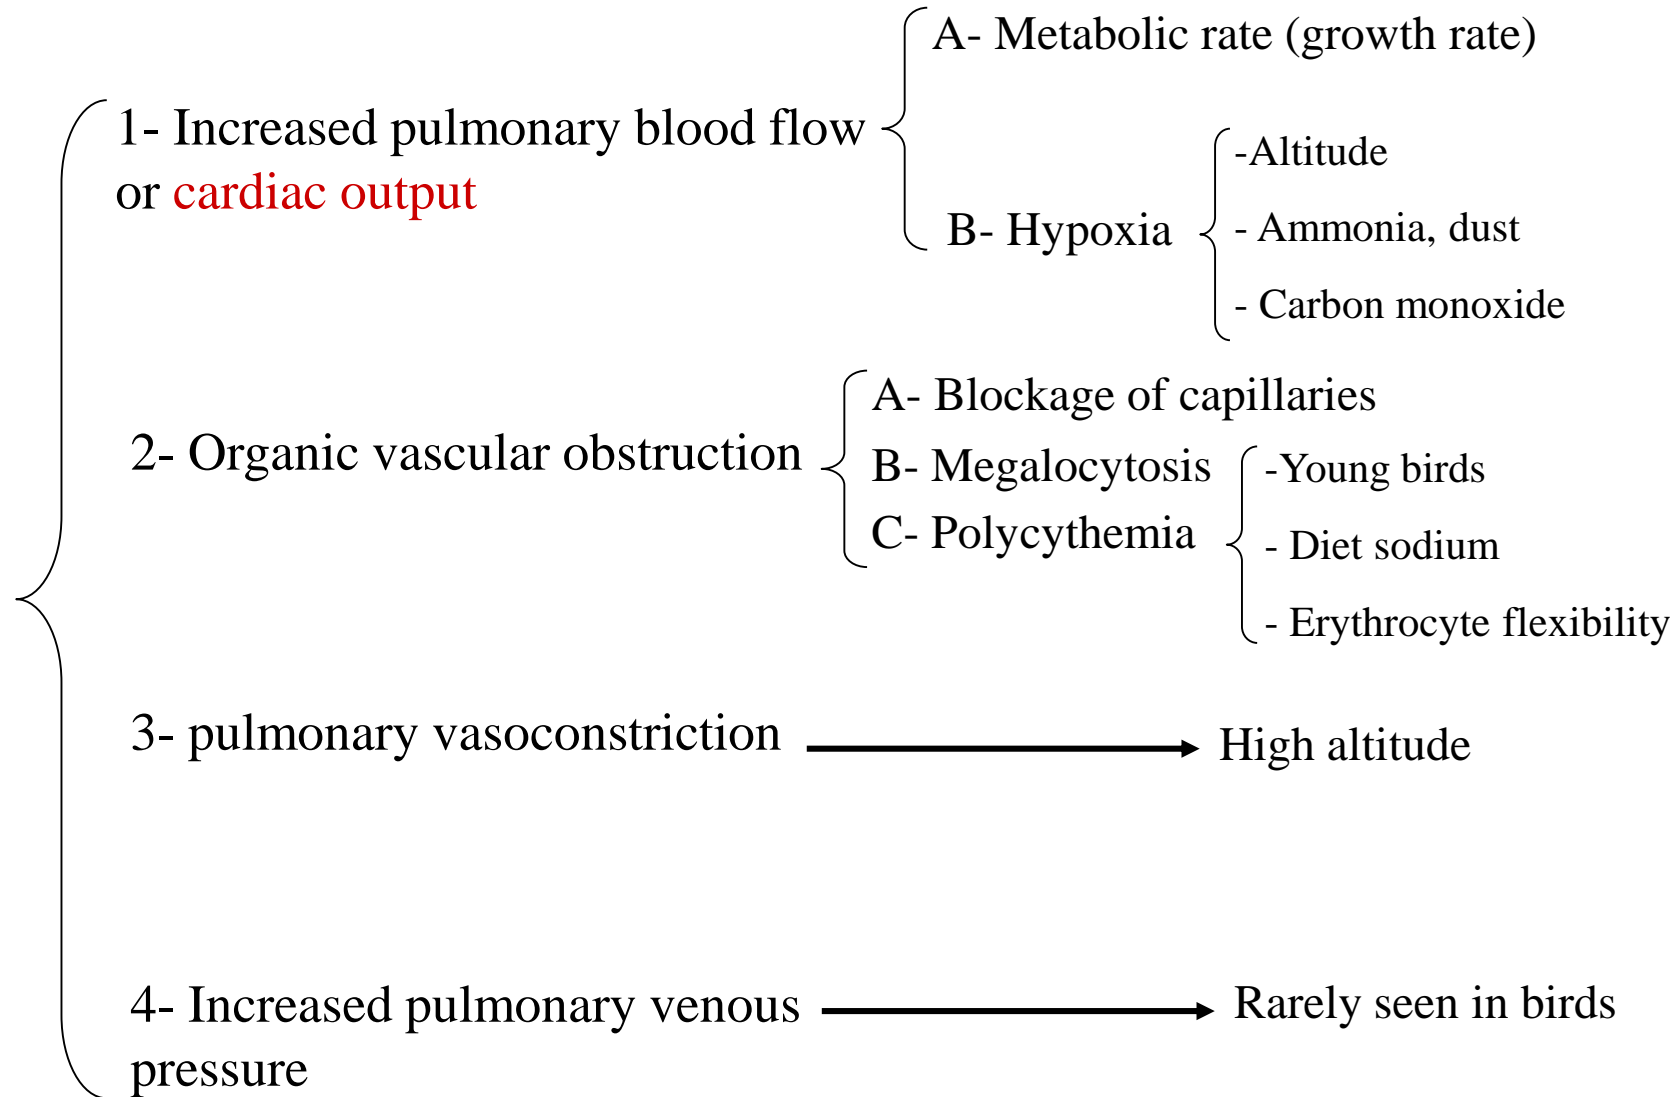 1- Increased pulmonary blood flow
or cardiac output
A- Metabolic rate (growth rate)
B- Hypoxia
-Altitude
- Ammonia, dust
- Carbon monoxide
2- Organic vascular obstruction
A- Blockage of capillaries
B- Megalocytosis
C- Polycythemia
-Young birds
- Diet sodium
- Erythrocyte flexibility
3- pulmonary vasoconstriction
High altitude
4- Increased pulmonary venous
pressure
Rarely seen in birds